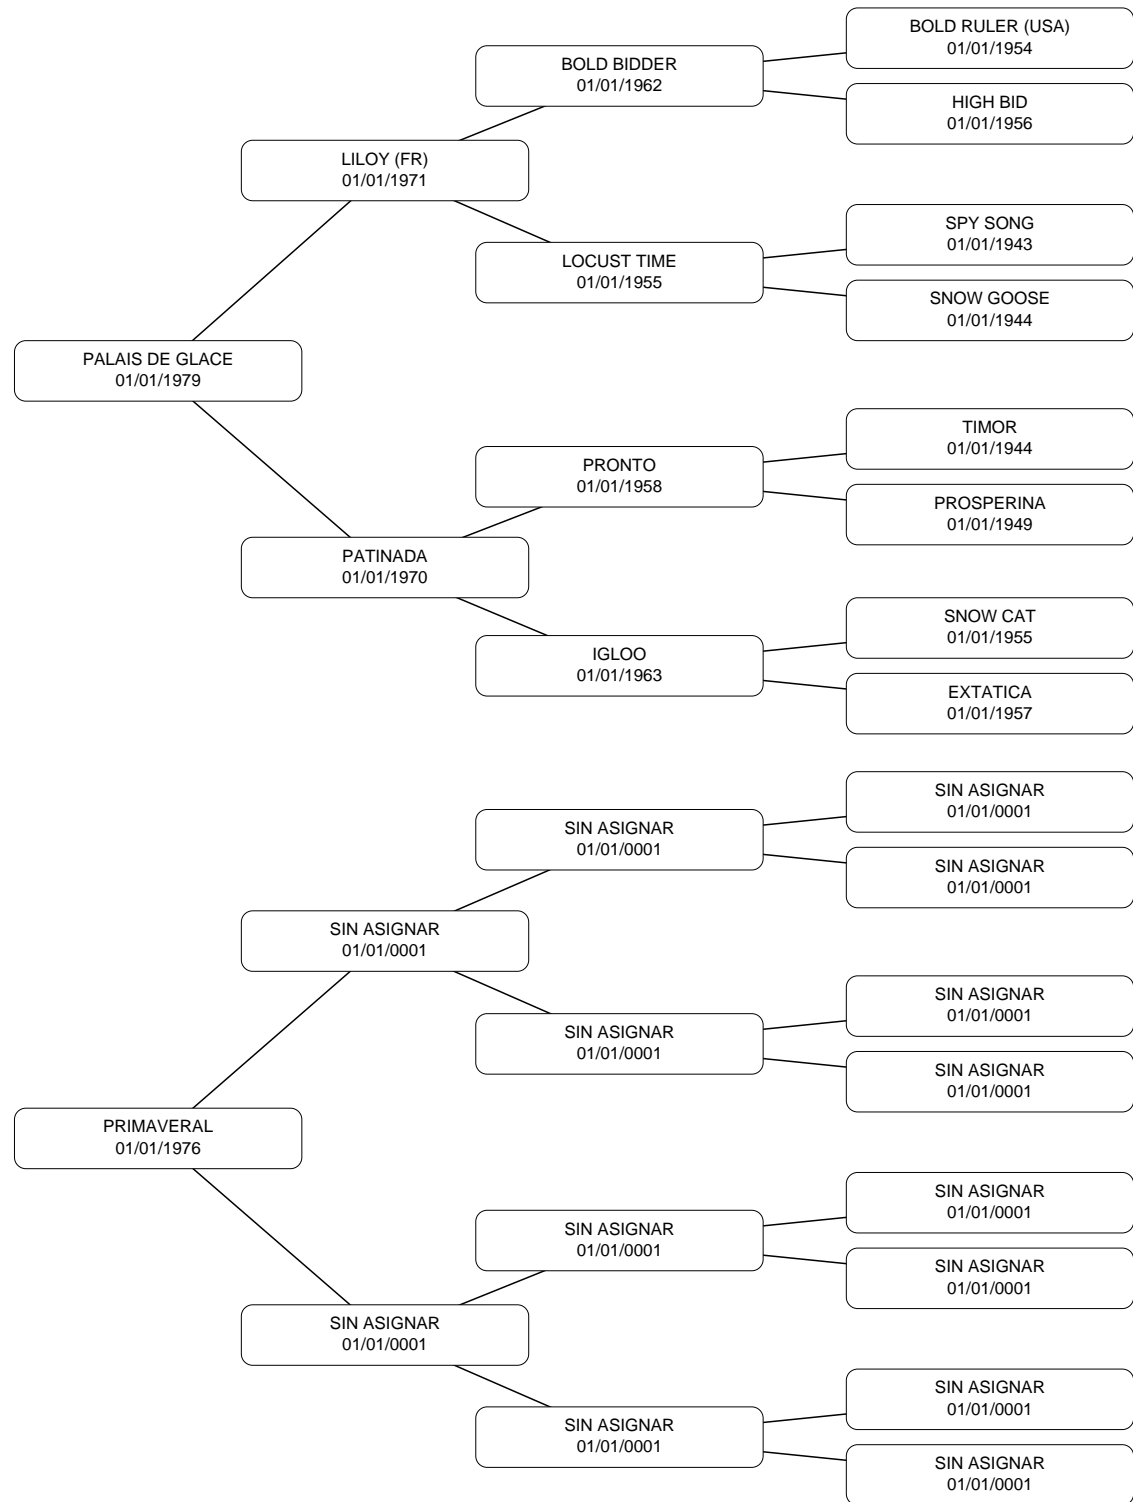 BOLD RULER (USA)
01/01/1954
BOLD BIDDER
01/01/1962
HIGH BID
01/01/1956
LILOY (FR)
01/01/1971
SPY SONG
01/01/1943
LOCUST TIME
01/01/1955
SNOW GOOSE
01/01/1944
PALAIS DE GLACE
01/01/1979
TIMOR
01/01/1944
PRONTO
01/01/1958
PROSPERINA
01/01/1949
PATINADA
01/01/1970
SNOW CAT
01/01/1955
IGLOO
01/01/1963
EXTATICA
01/01/1957
SIN ASIGNAR
01/01/0001
SIN ASIGNAR
01/01/0001
SIN ASIGNAR
01/01/0001
SIN ASIGNAR
01/01/0001
SIN ASIGNAR
01/01/0001
SIN ASIGNAR
01/01/0001
SIN ASIGNAR
01/01/0001
PRIMAVERAL
01/01/1976
SIN ASIGNAR
01/01/0001
SIN ASIGNAR
01/01/0001
SIN ASIGNAR
01/01/0001
SIN ASIGNAR
01/01/0001
SIN ASIGNAR
01/01/0001
SIN ASIGNAR
01/01/0001
SIN ASIGNAR
01/01/0001